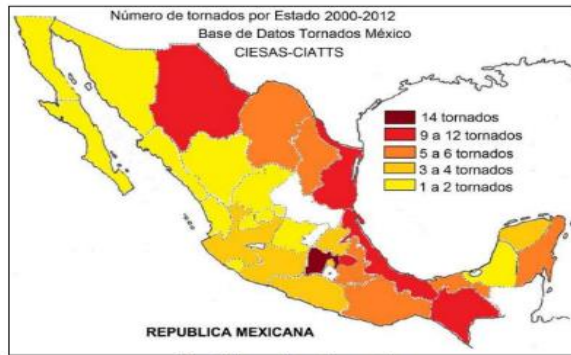 Número de tornados por Estado 2000-2012
Base de Datos Tornados México
CIESAS-CIATTS
14 tornados
9 a 12 tornados
5 a 6 tornados
3 a 4 tornados
1 a 2 tornados
REPUBLICA MEXICANA